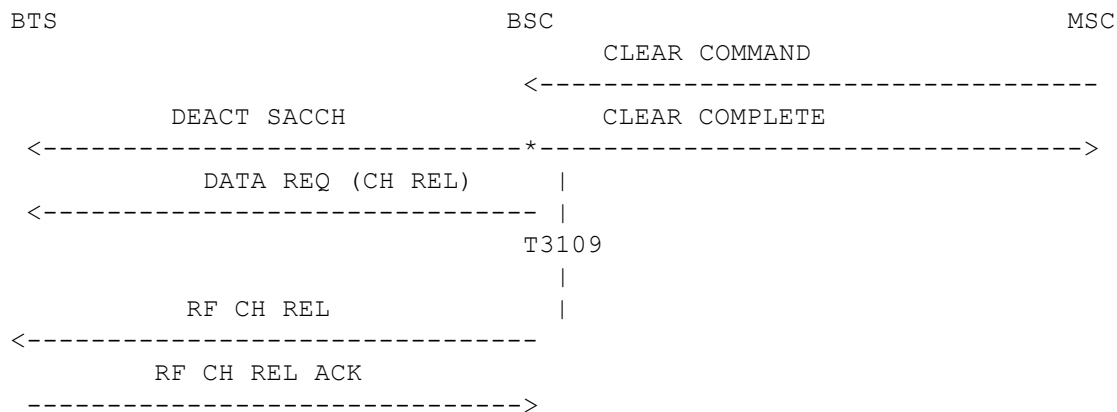 BTS BSC MSC
CLEAR COMMAND
<-----------------------------------
DEACT SACCH CLEAR COMPLETE
<------------------------------*---------------------------------->
DATA REQ (CH REL) |
<------------------------------- |
T3109
|
RF CH REL |
<--------------------------------
RF CH REL ACK
------------------------------->